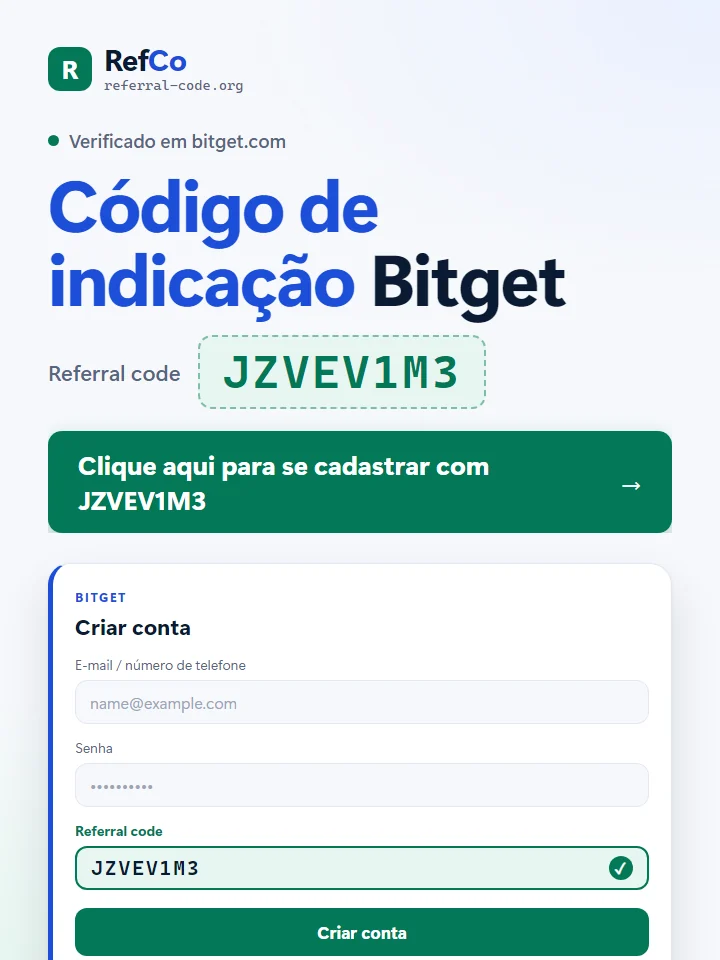 R
RefCo
referral-code.org
Verificado em bitget.com
Código de
indicação Bitget
Referral code
JZVEV1M3
Clique aqui para se cadastrar com
JZVEV1M3
→
BITGET
Criar conta
E-mail / número de telefone
name@example.com
Senha
••••••••••
Referral code
JZVEV1M3
Criar conta